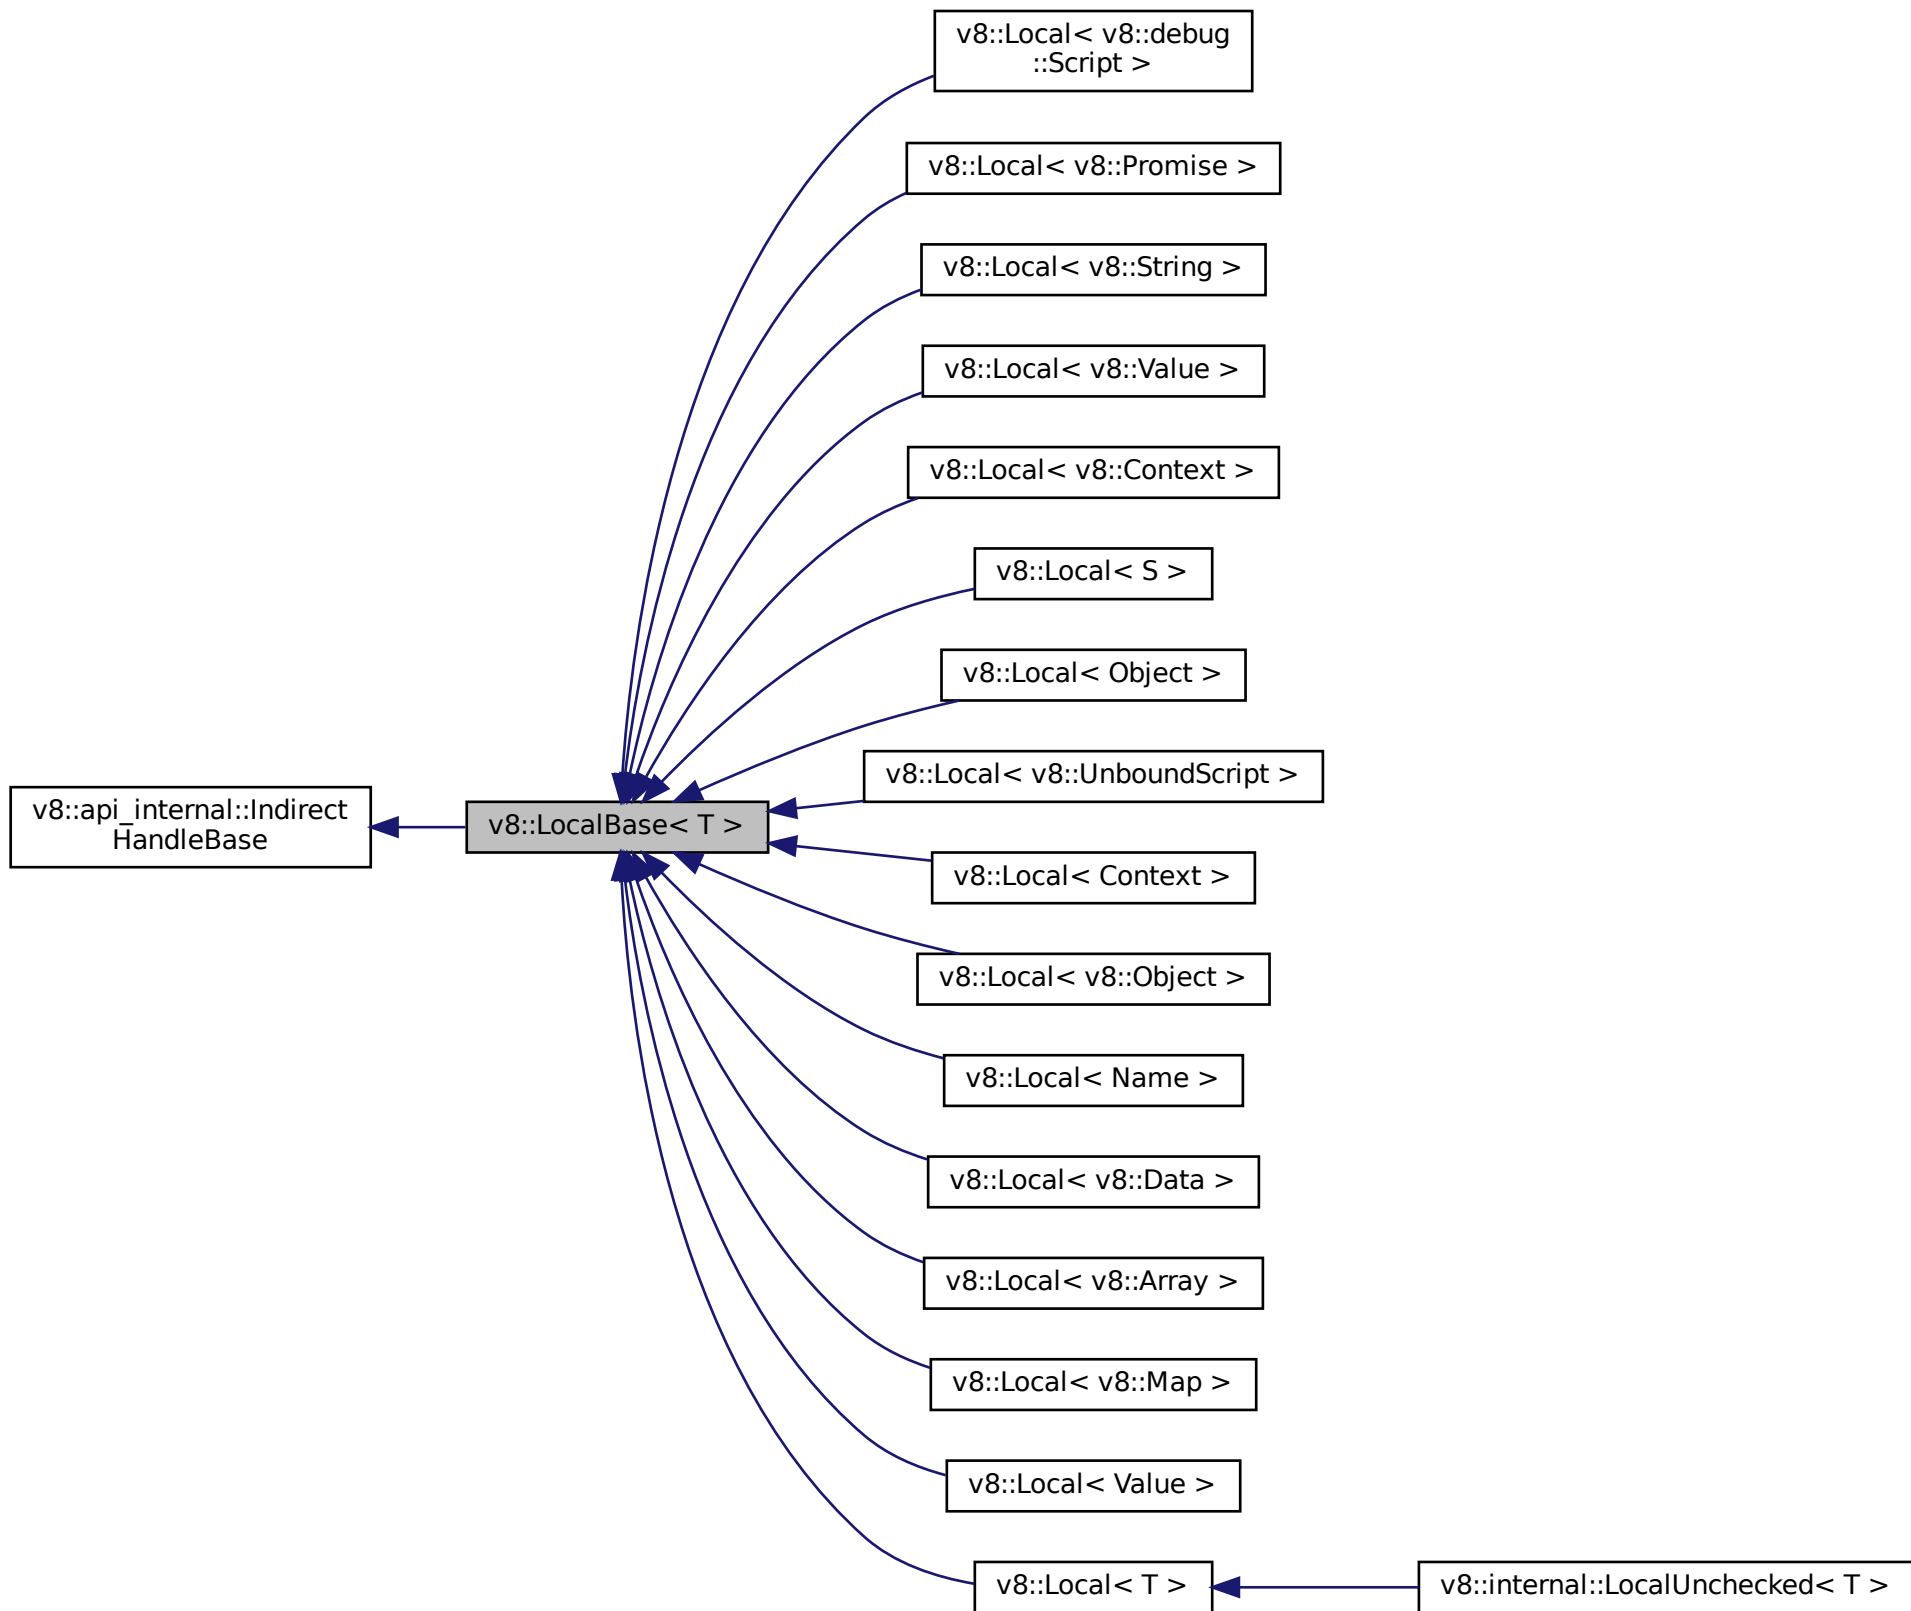 v8::Local< v8::debug
::Script >
v8::Local< v8::Promise >
v8::Local< v8::String >
v8::Local< v8::Value >
v8::Local< v8::Context >
v8::Local< S >
v8::Local< Object >
v8::Local< v8::UnboundScript >
v8::api_internal::Indirect
HandleBase
v8::LocalBase< T >
v8::Local< Context >
v8::Local< v8::Object >
v8::Local< Name >
v8::Local< v8::Data >
v8::Local< v8::Array >
v8::Local< v8::Map >
v8::Local< Value >
v8::Local< T >
v8::internal::LocalUnchecked< T >